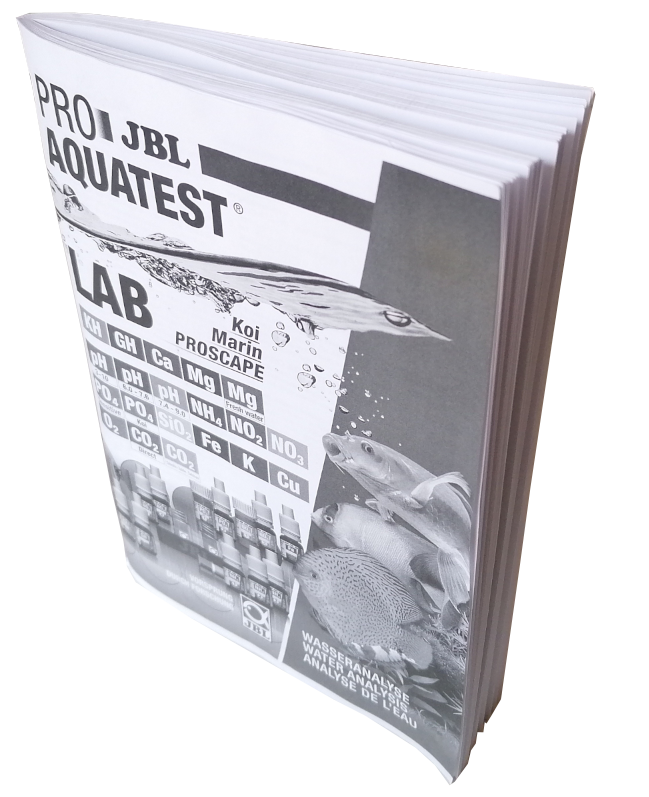 PRO JBL
AQUATEST®
LAB
Koi
Marin
PROSCAPE
KH GH Ca Mg Mg
Fresh water
pH pH pH NH₄ NO₂ NO₃
PO₄ PO₄ SiO₂ Fe K Cu
O₂ CO₂ CO₂
Direct
JBL
WASSERANALYSE
WATER ANALYSIS
ANALYSE DE L'EAU